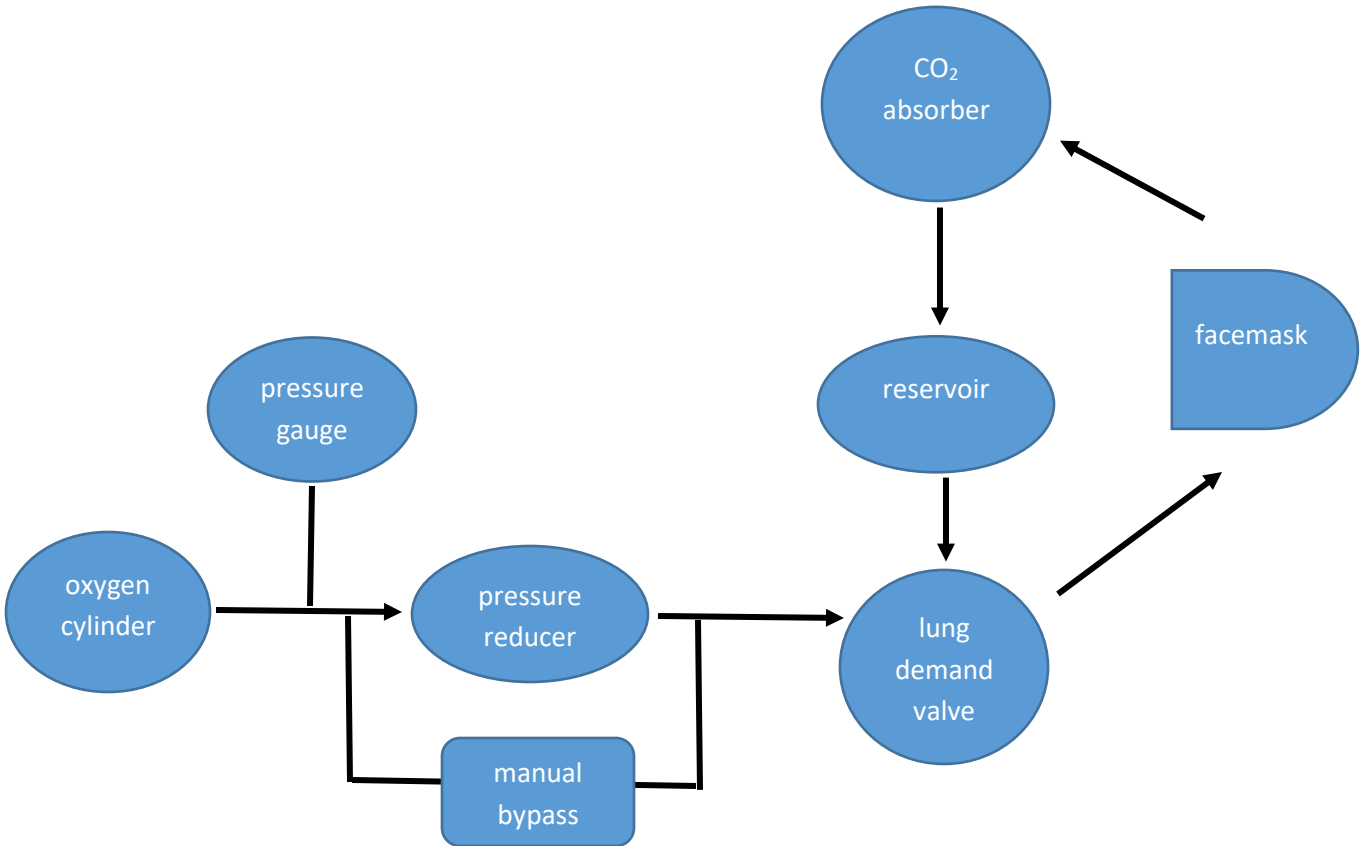 CO₂
absorber
facemask
reservoir
pressure
gauge
oxygen
cylinder
pressure
reducer
lung
demand
valve
manual
bypass